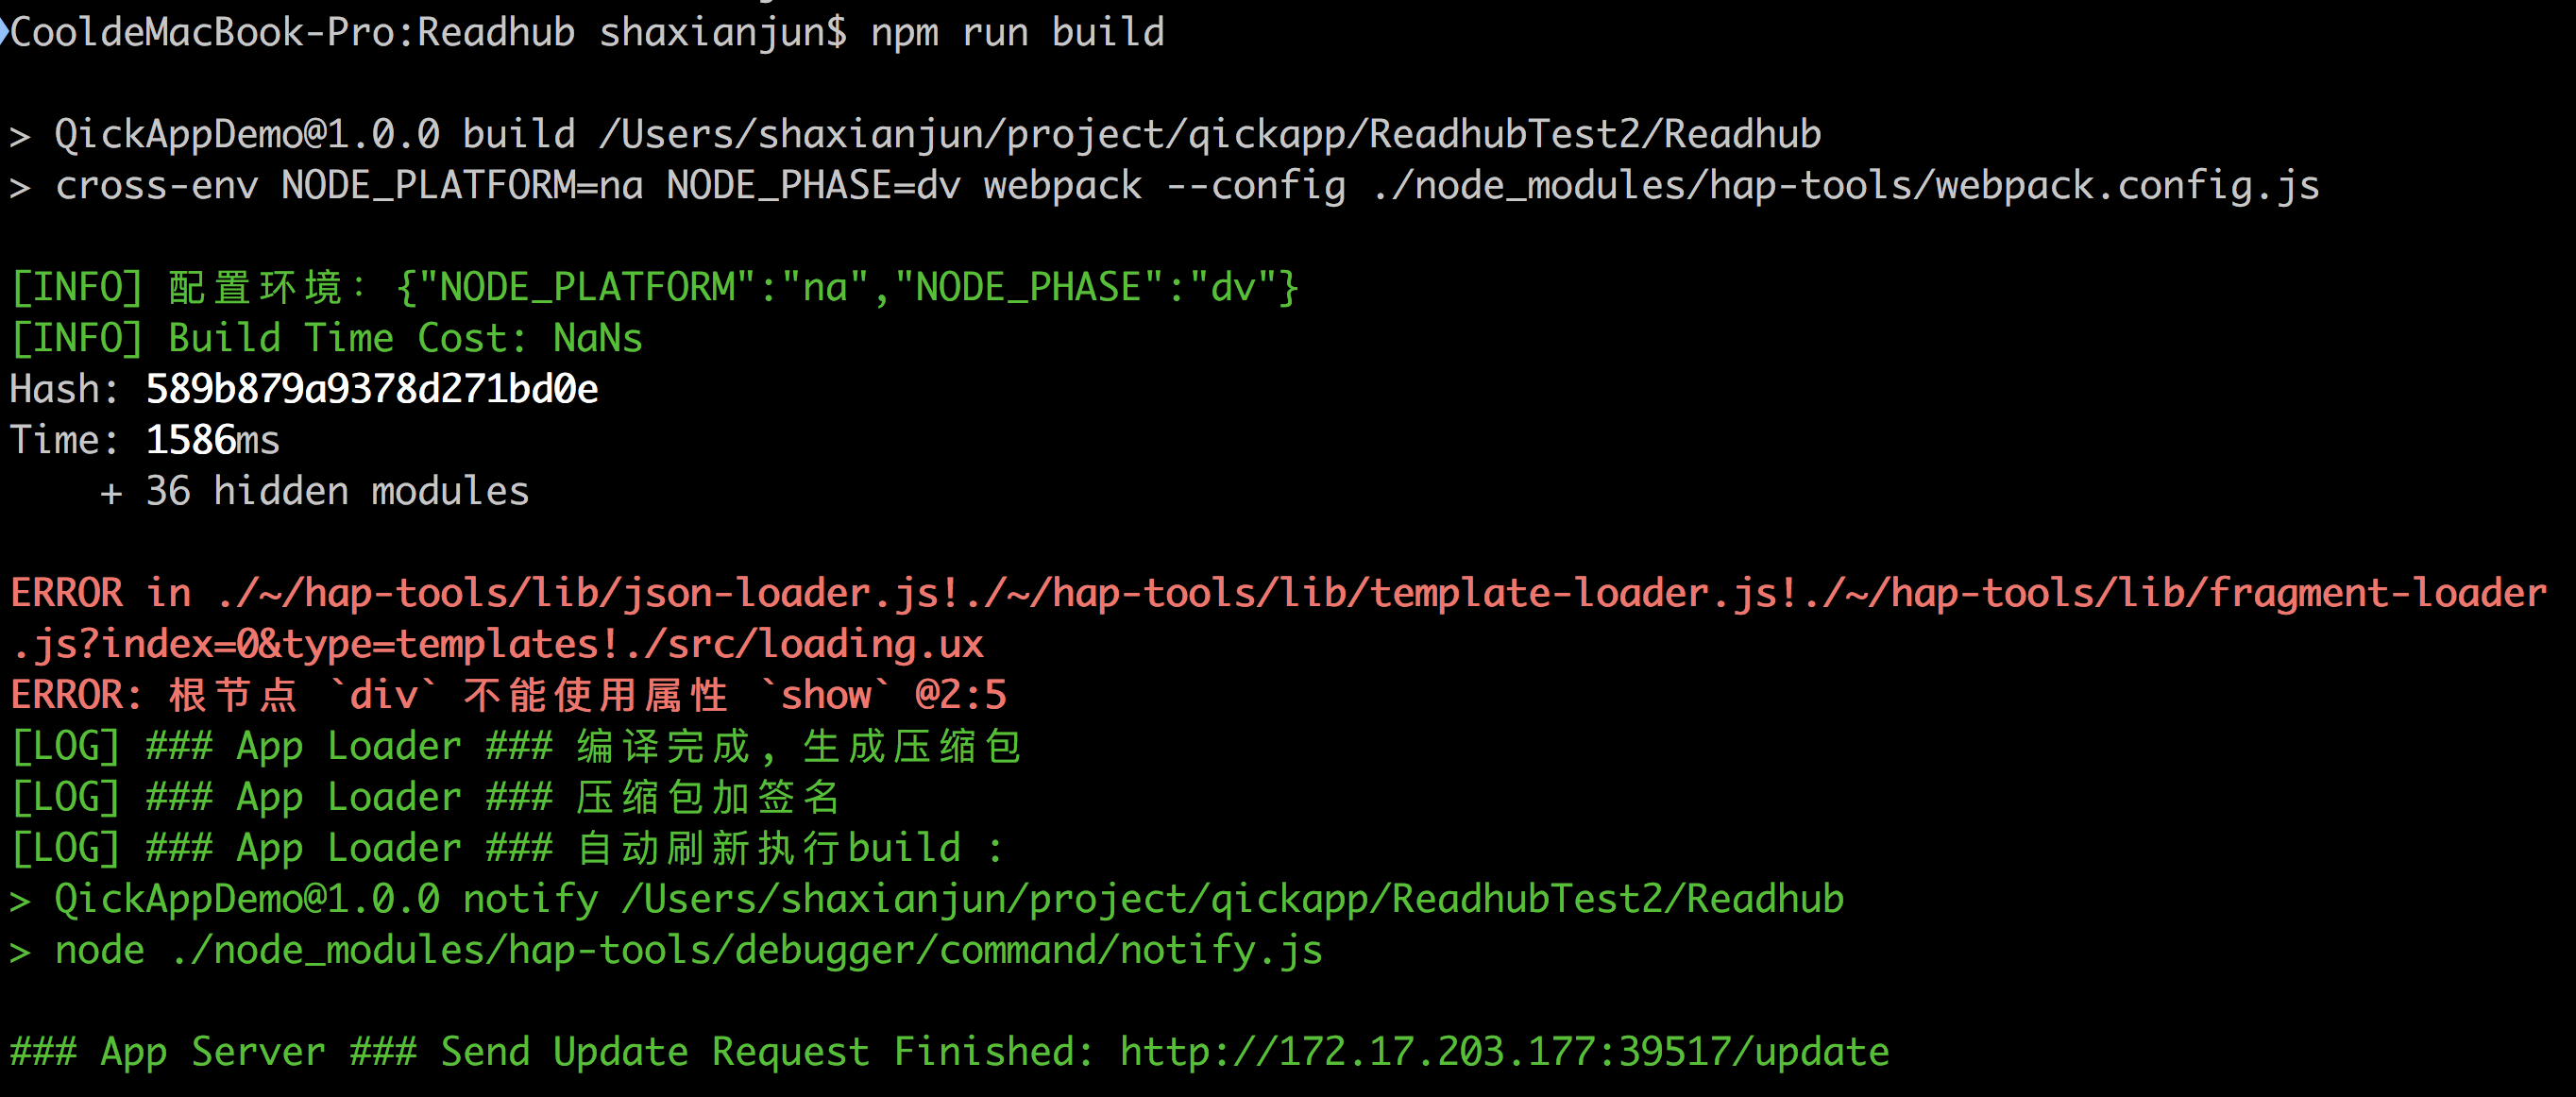 CooldeMacBook-Pro:Readhub shaxianjun$ npm run build
> QickAppDemo@1.0.0 build /Users/shaxianjun/project/qickapp/ReadhubTest2/Readhub
> cross-env NODE_PLATFORM=na NODE_PHASE=dv webpack --config ./node_modules/hap-tools/webpack.config.js
[INFO] 配置环境: {"NODE_PLATFORM":"na","NODE_PHASE":"dv"}
[INFO] Build Time Cost: NaNs
Hash: 589b879a9378d271bd0e
Time: 1586ms
+ 36 hidden modules
ERROR in ./~/hap-tools/lib/json-loader.js!./~/hap-tools/lib/template-loader.js!./~/hap-tools/lib/fragment-loader
.js?index=0&type=templates!./src/loading.ux
ERROR: 根节点 `div` 不能使用属性 `show` @2:5
[LOG] ### App Loader ### 编译完成, 生成压缩包
[LOG] ### App Loader ### 压缩包加签名
[LOG] ### App Loader ### 自动刷新执行build :
> QickAppDemo@1.0.0 notify /Users/shaxianjun/project/qickapp/ReadhubTest2/Readhub
> node ./node_modules/hap-tools/debugger/command/notify.js
### App Server ### Send Update Request Finished: http://172.17.203.177:39517/update